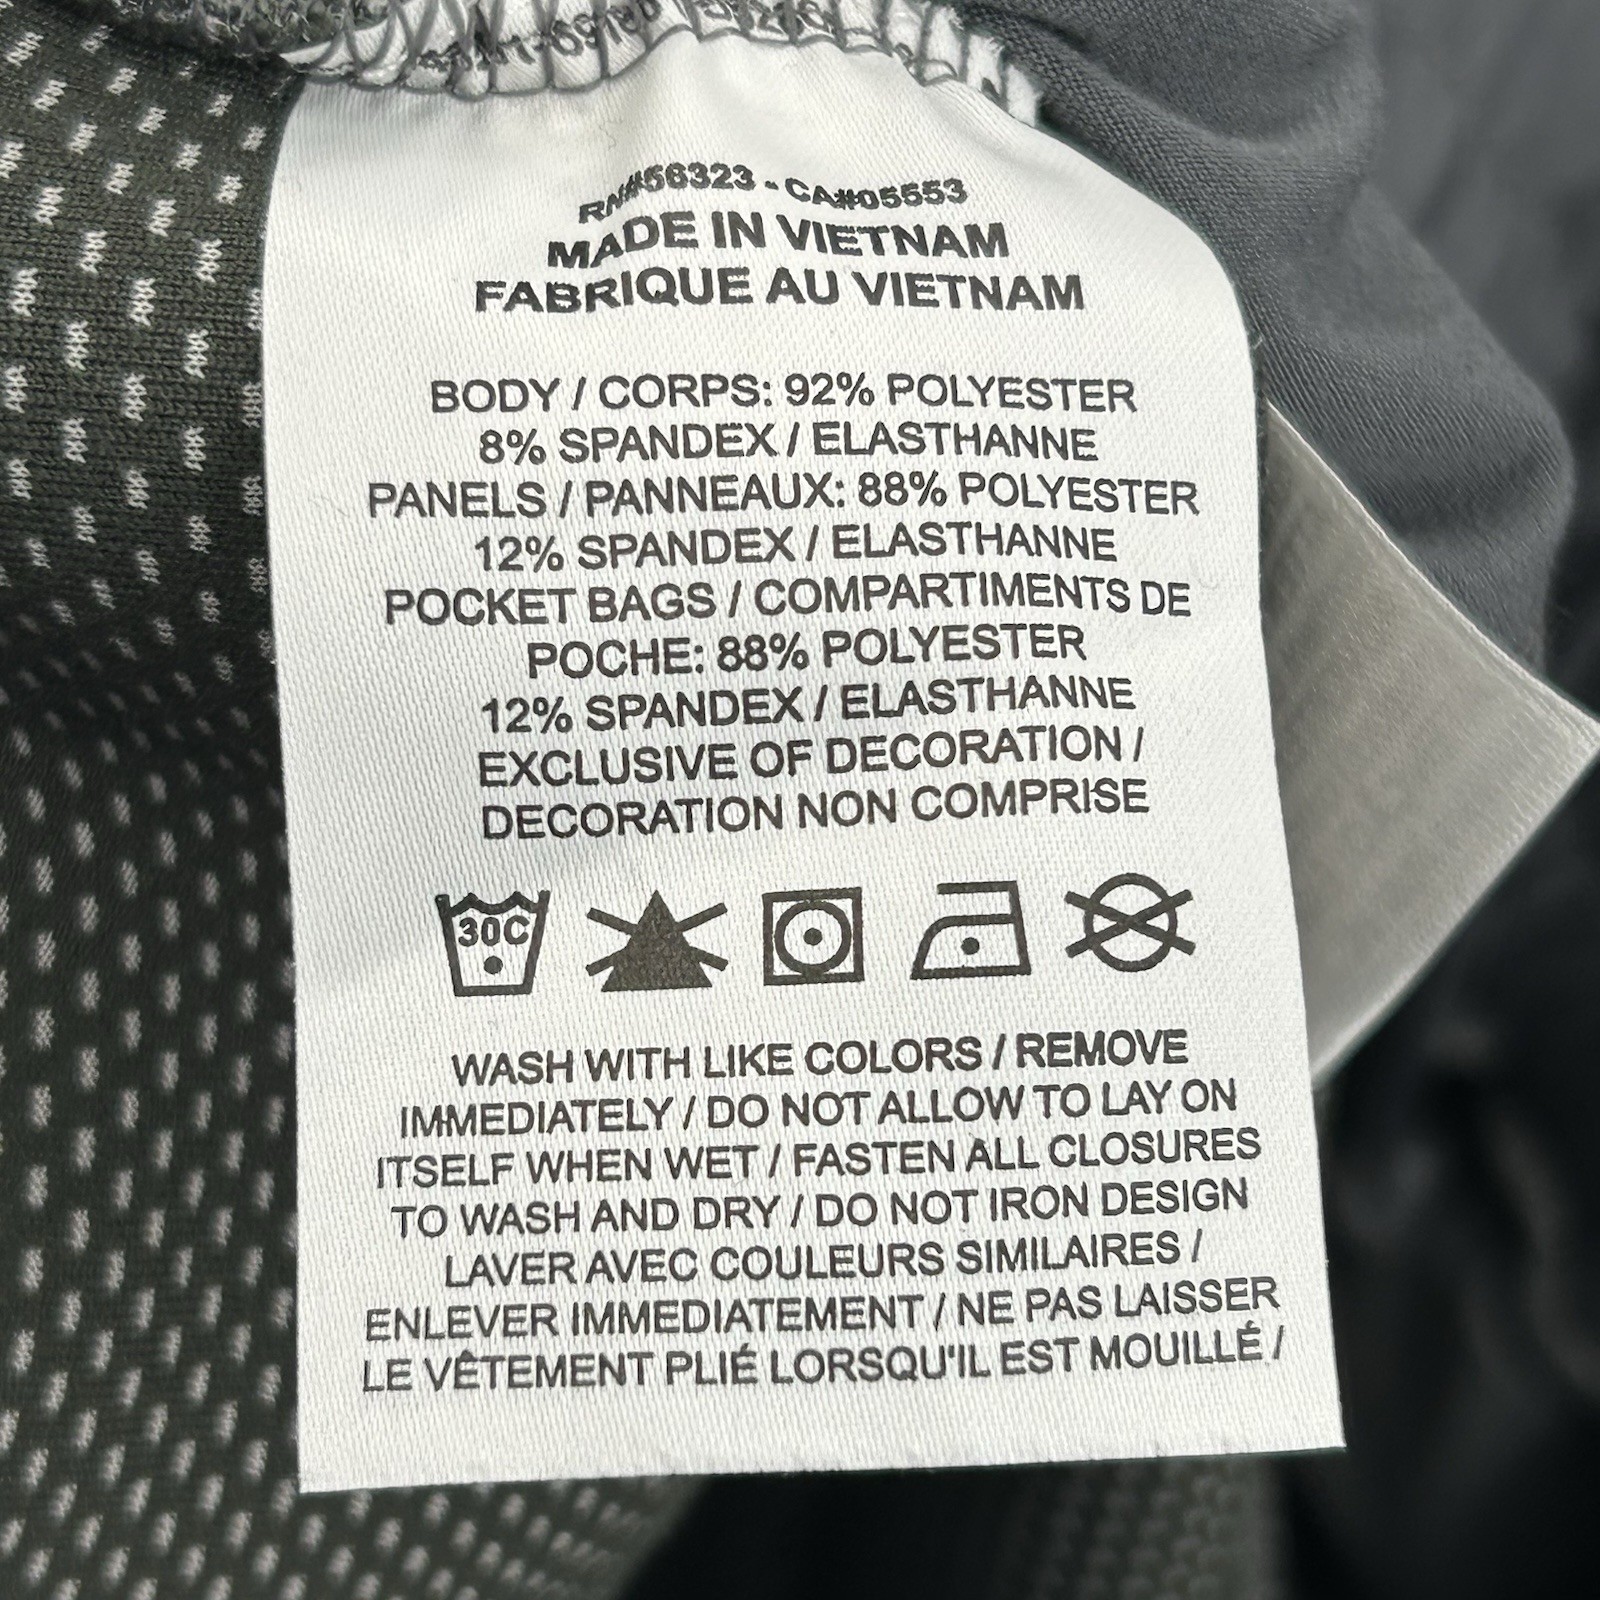 RN#56323 - CA#05553
MADE IN VIETNAM
FABRIQUE AU VIETNAM
BODY / CORPS: 92% POLYESTER
8% SPANDEX / ELASTHANNE
PANELS / PANNEAUX: 88% POLYESTER
12% SPANDEX / ELASTHANNE
POCKET BAGS / COMPARTIMENTS DE
POCHE: 88% POLYESTER
12% SPANDEX / ELASTHANNE
EXCLUSIVE OF DECORATION /
DECORATION NON COMPRISE
30C
WASH WITH LIKE COLORS / REMOVE
IMMEDIATELY / DO NOT ALLOW TO LAY ON
ITSELF WHEN WET / FASTEN ALL CLOSURES
TO WASH AND DRY / DO NOT IRON DESIGN
LAVER AVEC COULEURS SIMILAIRES /
ENLEVER IMMEDIATEMENT / NE PAS LAISSER
LE VÊTEMENT PLIÉ LORSQU'IL EST MOUILLÉ /